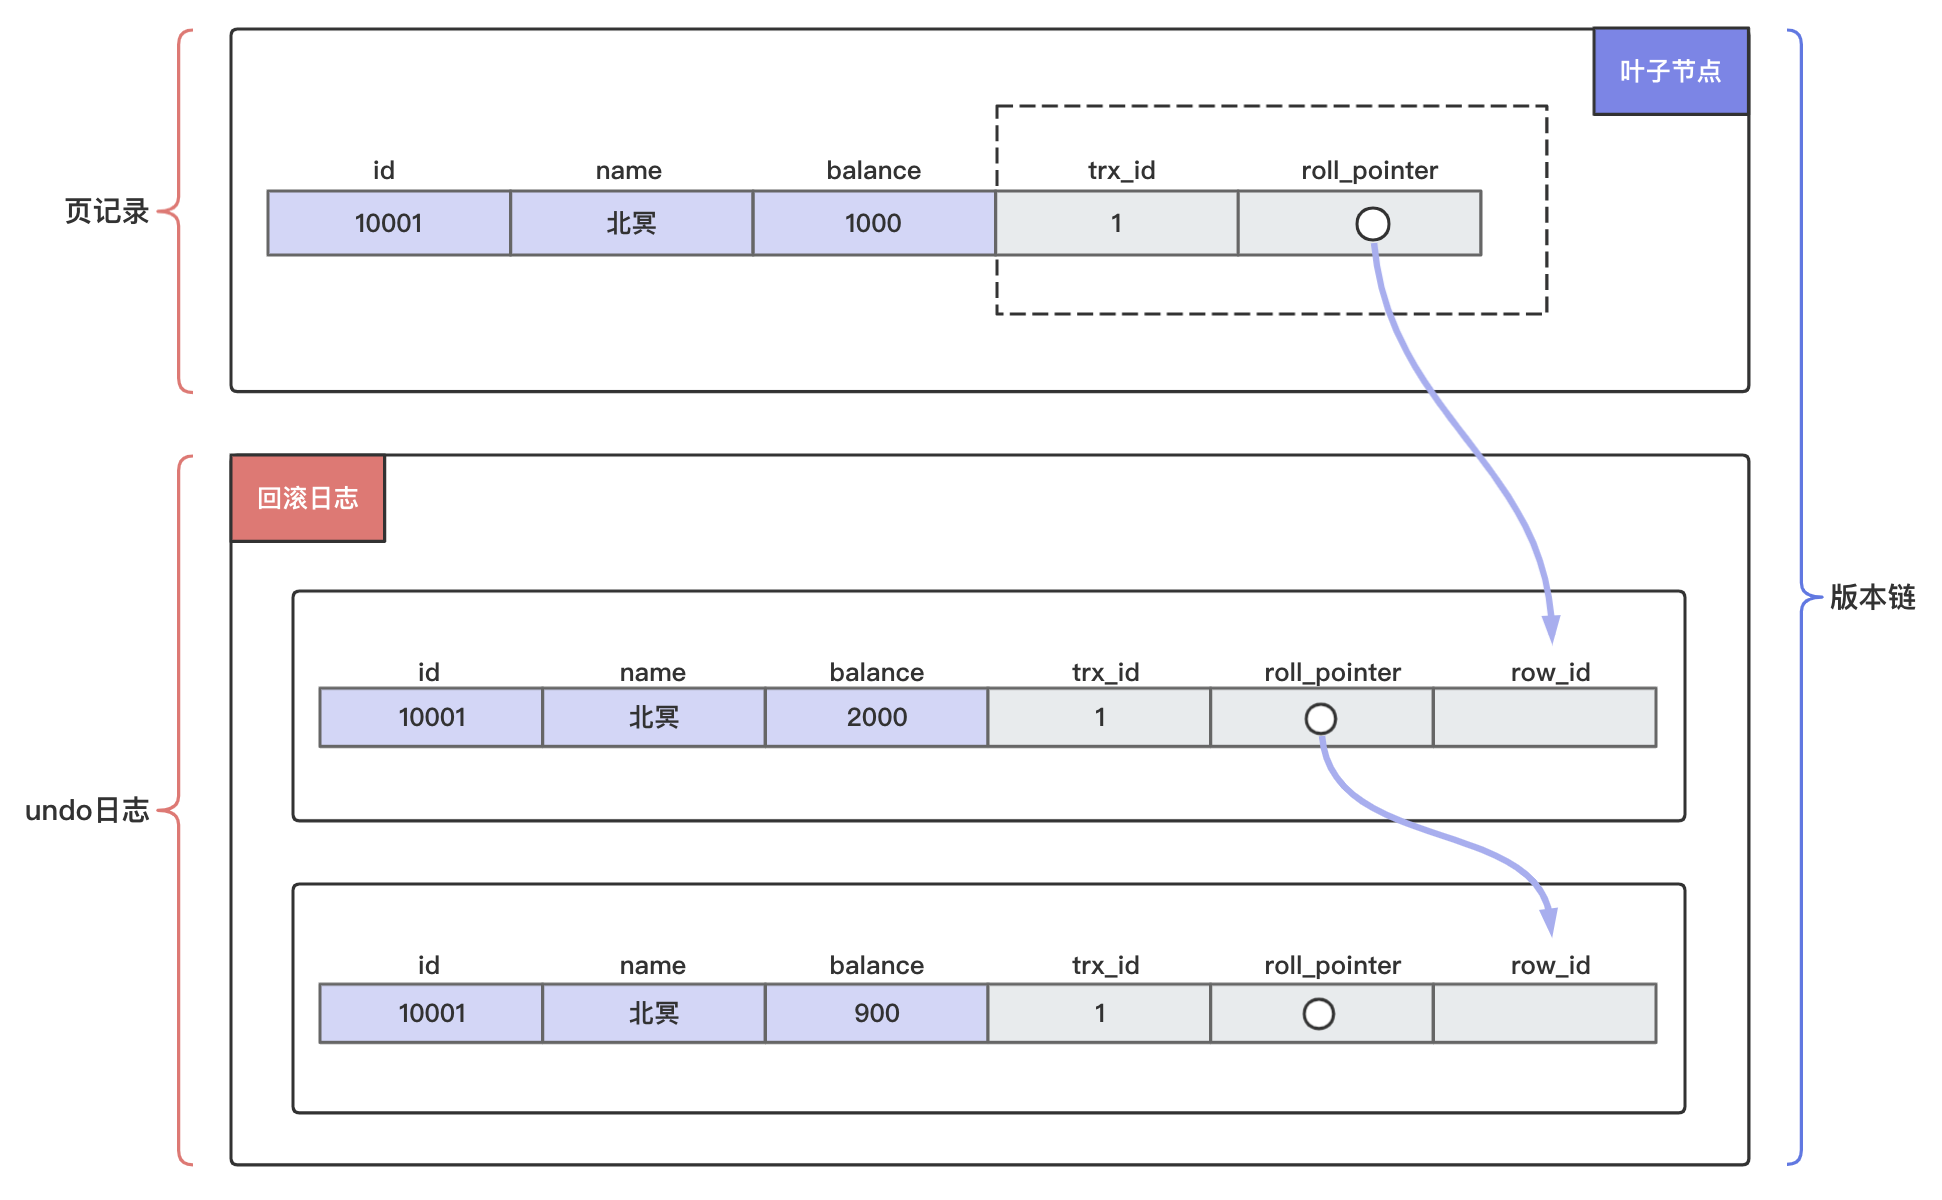 叶子节点
id name balance trx_id roll_pointer
10001 北冥 1000 1
页记录
回滚日志
版本链
id name balance trx_id roll_pointer row_id
10001 北冥 2000 1
undo日志
id name balance trx_id roll_pointer row_id
10001 北冥 900 1